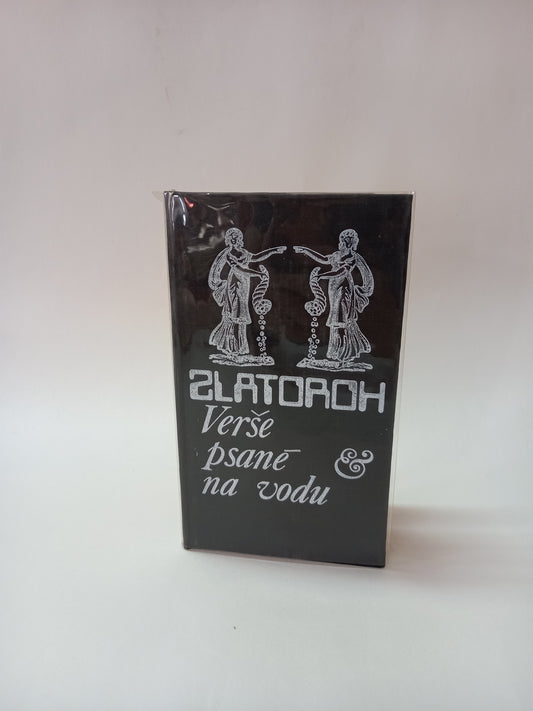 ZLATOROH
Verše
psané &
na vodu